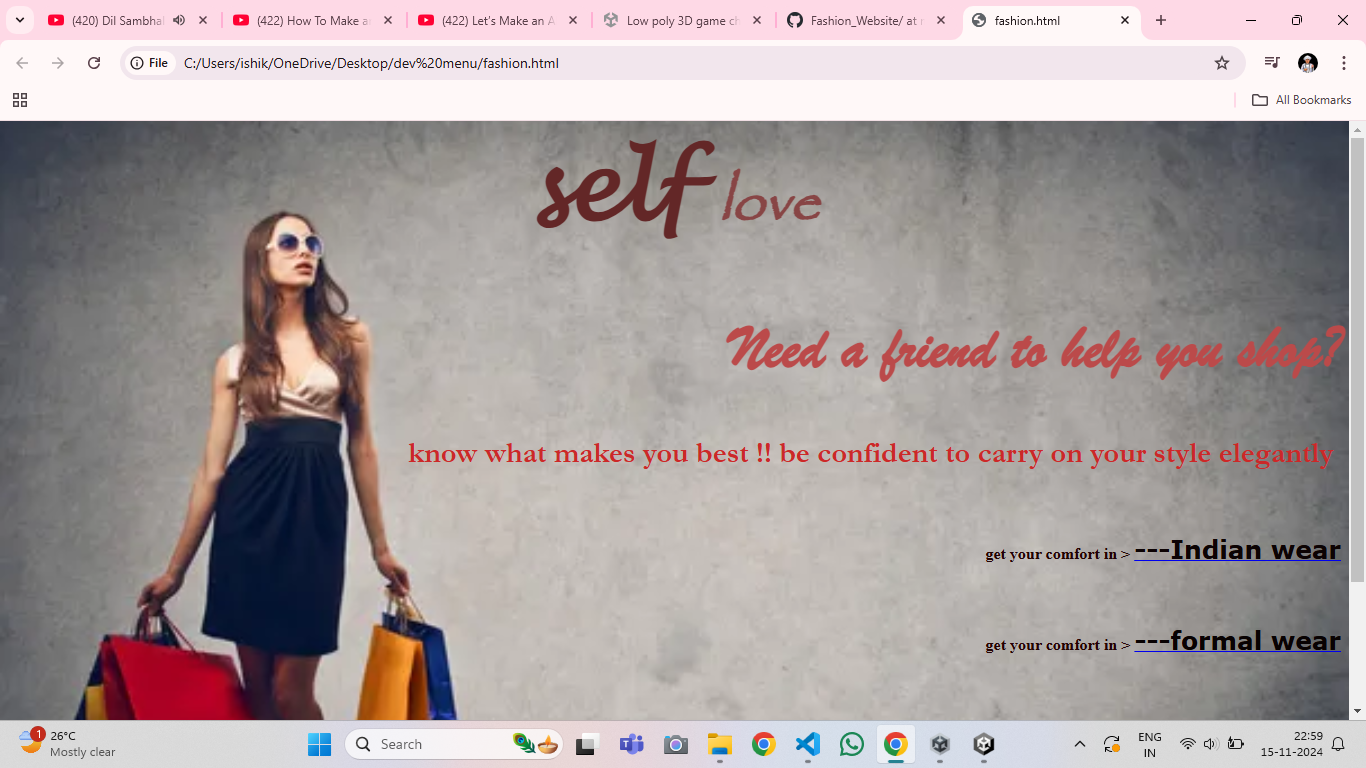 (420) Dil Sambhal
(422) How To Make a
(422) Let's Make an A
Low poly 3D game ch
Fashion_Website/ at
fashion.html
File
C:/Users/ishik/OneDrive/Desktop/dev%20menu/fashion.html
All Bookmarks
self love
Need a friend to help you shop?
know what makes you best !! be confident to carry on your style elegantly
get your comfort in > ---Indian wear
get your comfort in > ---formal wear
1
26°C
Mostly clear
Search
ENG
IN
22:59
15-11-2024